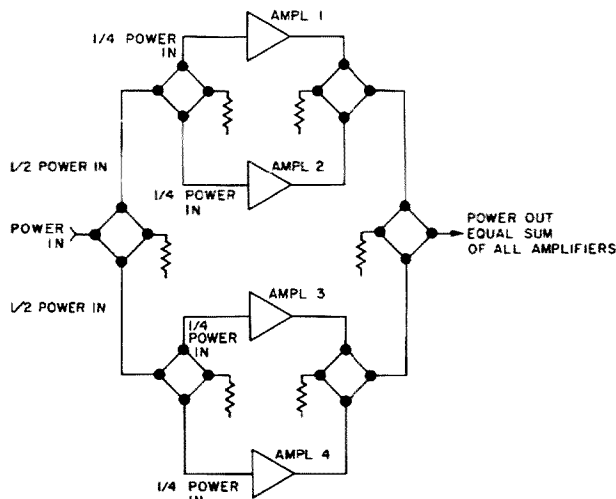 AMPL 1
1/4 POWER
IN
AMPL 2
1/4 POWER
IN
1/2 POWER IN
POWER
IN
1/2 POWER IN
POWER OUT
EQUAL SUM
OF ALL AMPLIFIERS
AMPL 3
1/4
POWER
IN
AMPL 4
1/4 POWER
IN